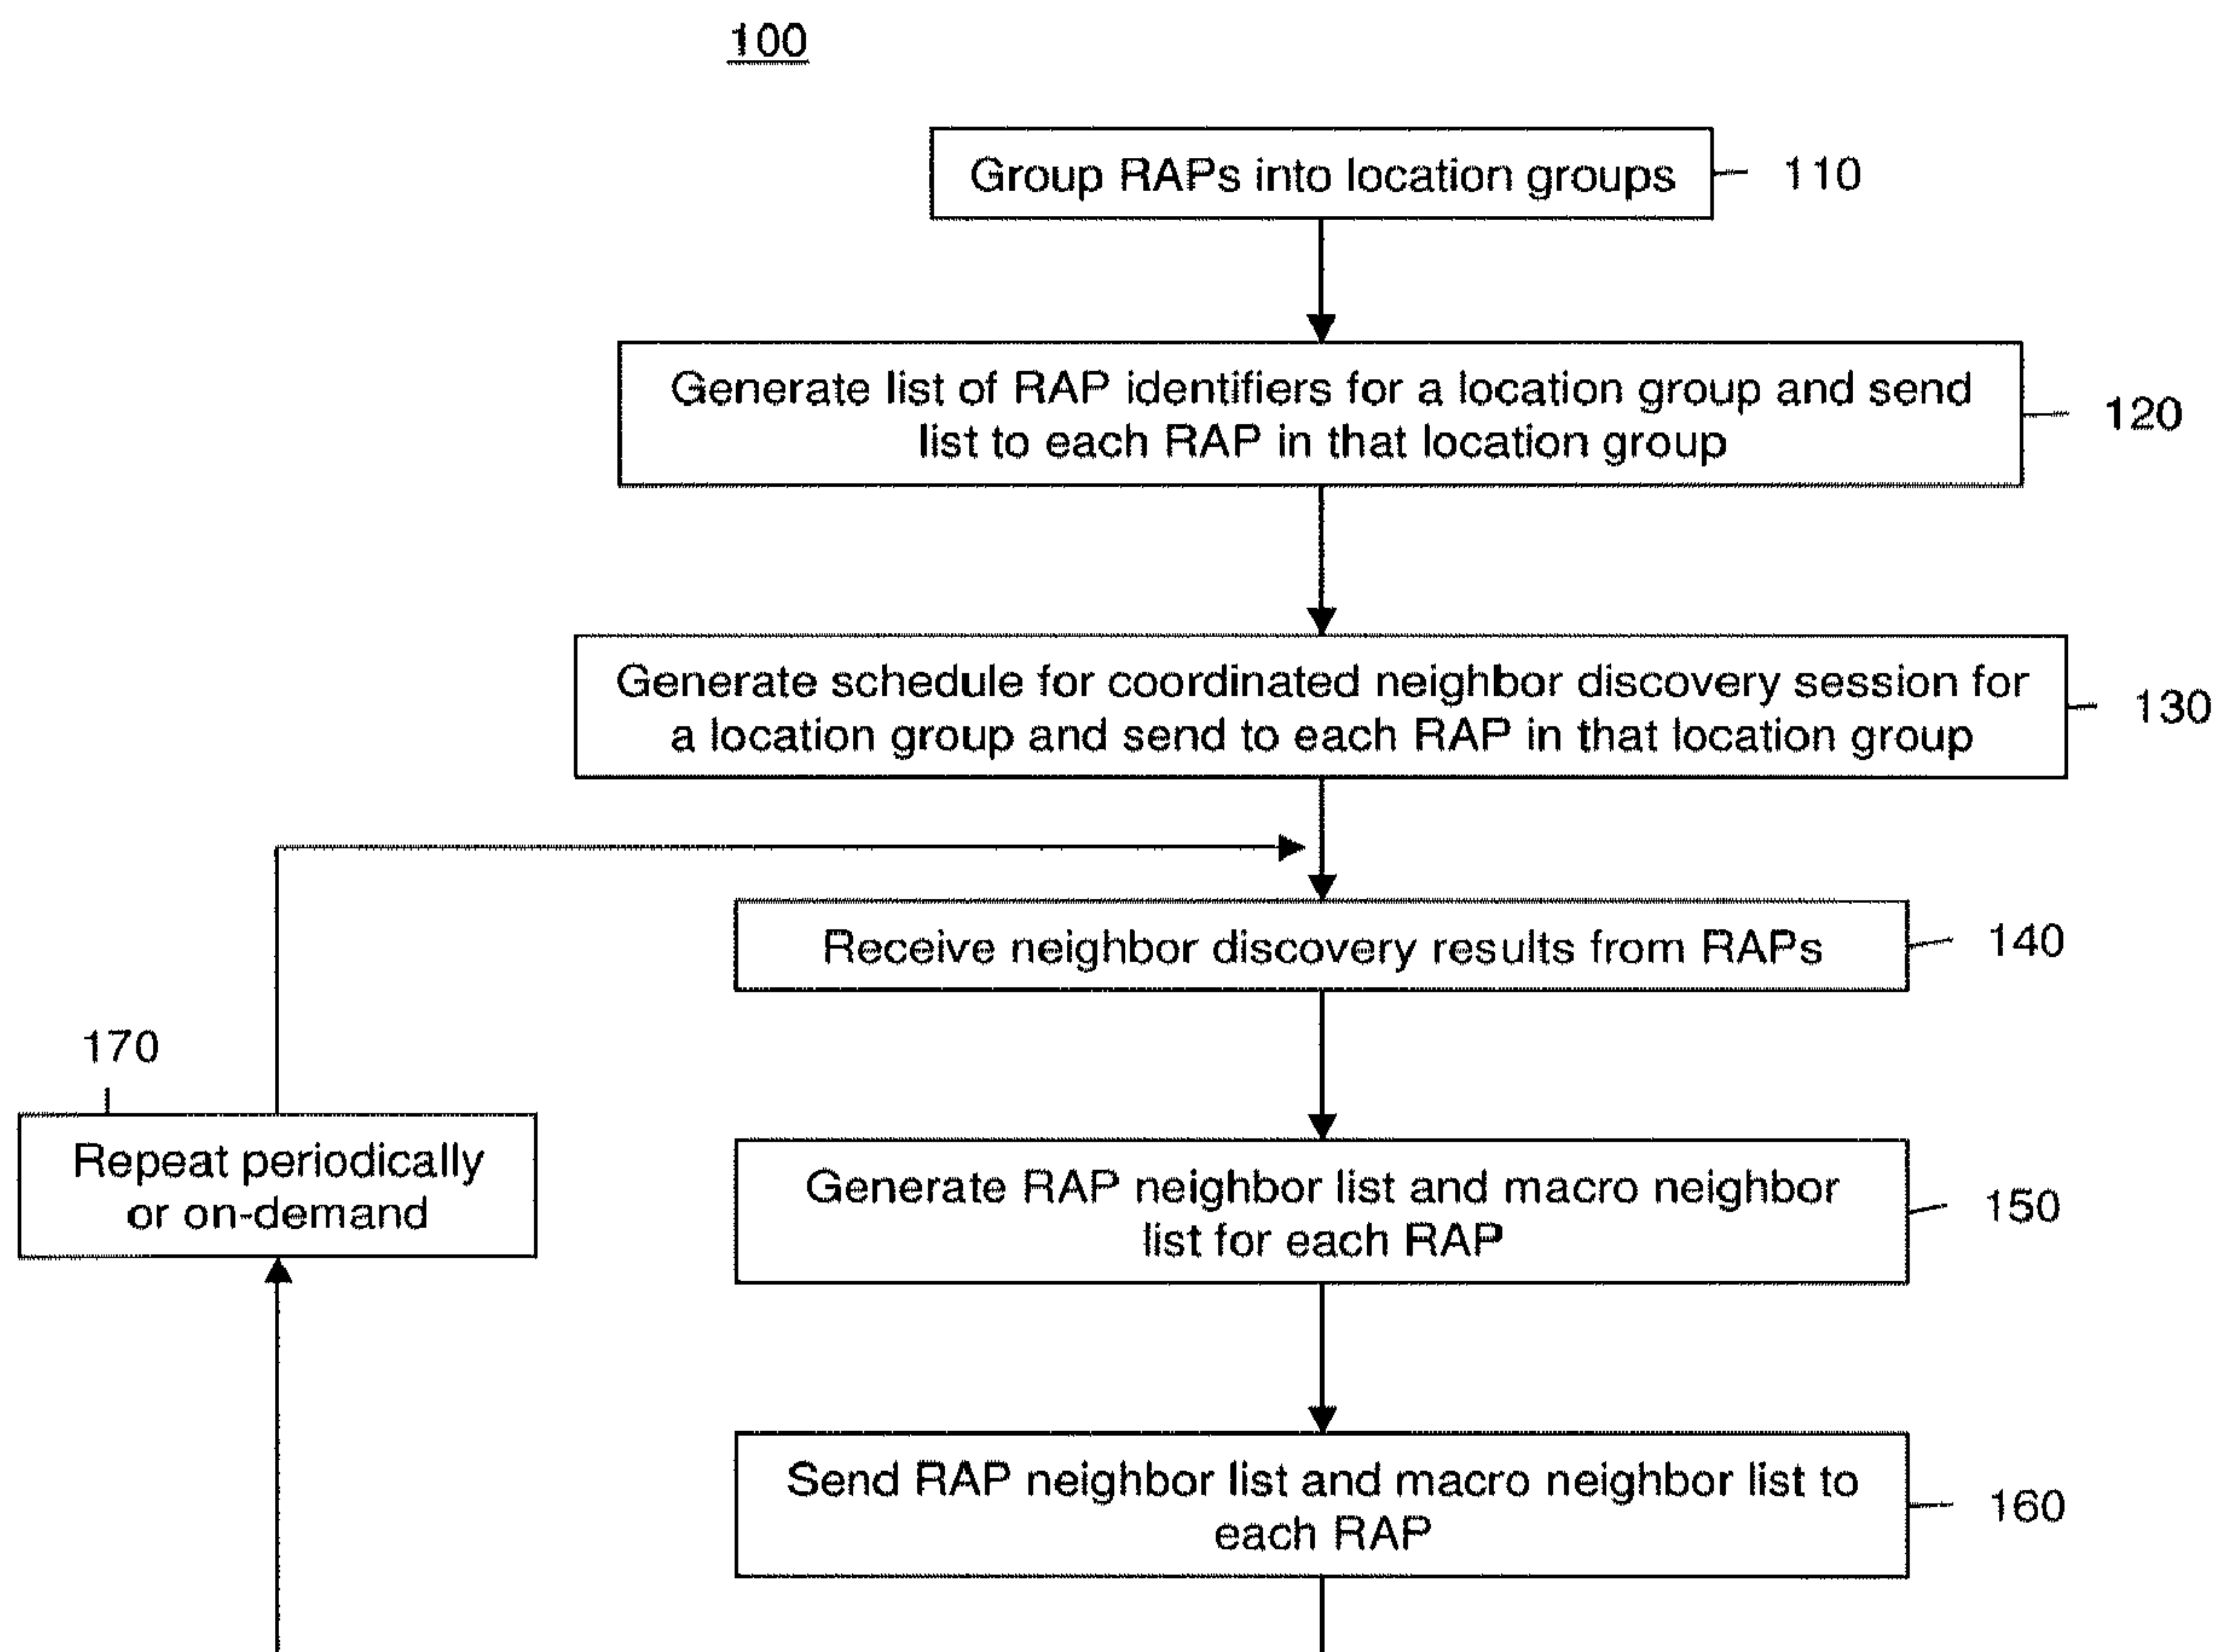 100
Group RAPs into location groups
110
Generate list of RAP identifiers for a location group and send
list to each RAP in that location group
120
Generate schedule for coordinated neighbor discovery session for
a location group and send to each RAP in that location group
130
Receive neighbor discovery results from RAPs
140
170
Repeat periodically
or on-demand
Generate RAP neighbor list and macro neighbor
list for each RAP
150
Send RAP neighbor list and macro neighbor list to
each RAP
160